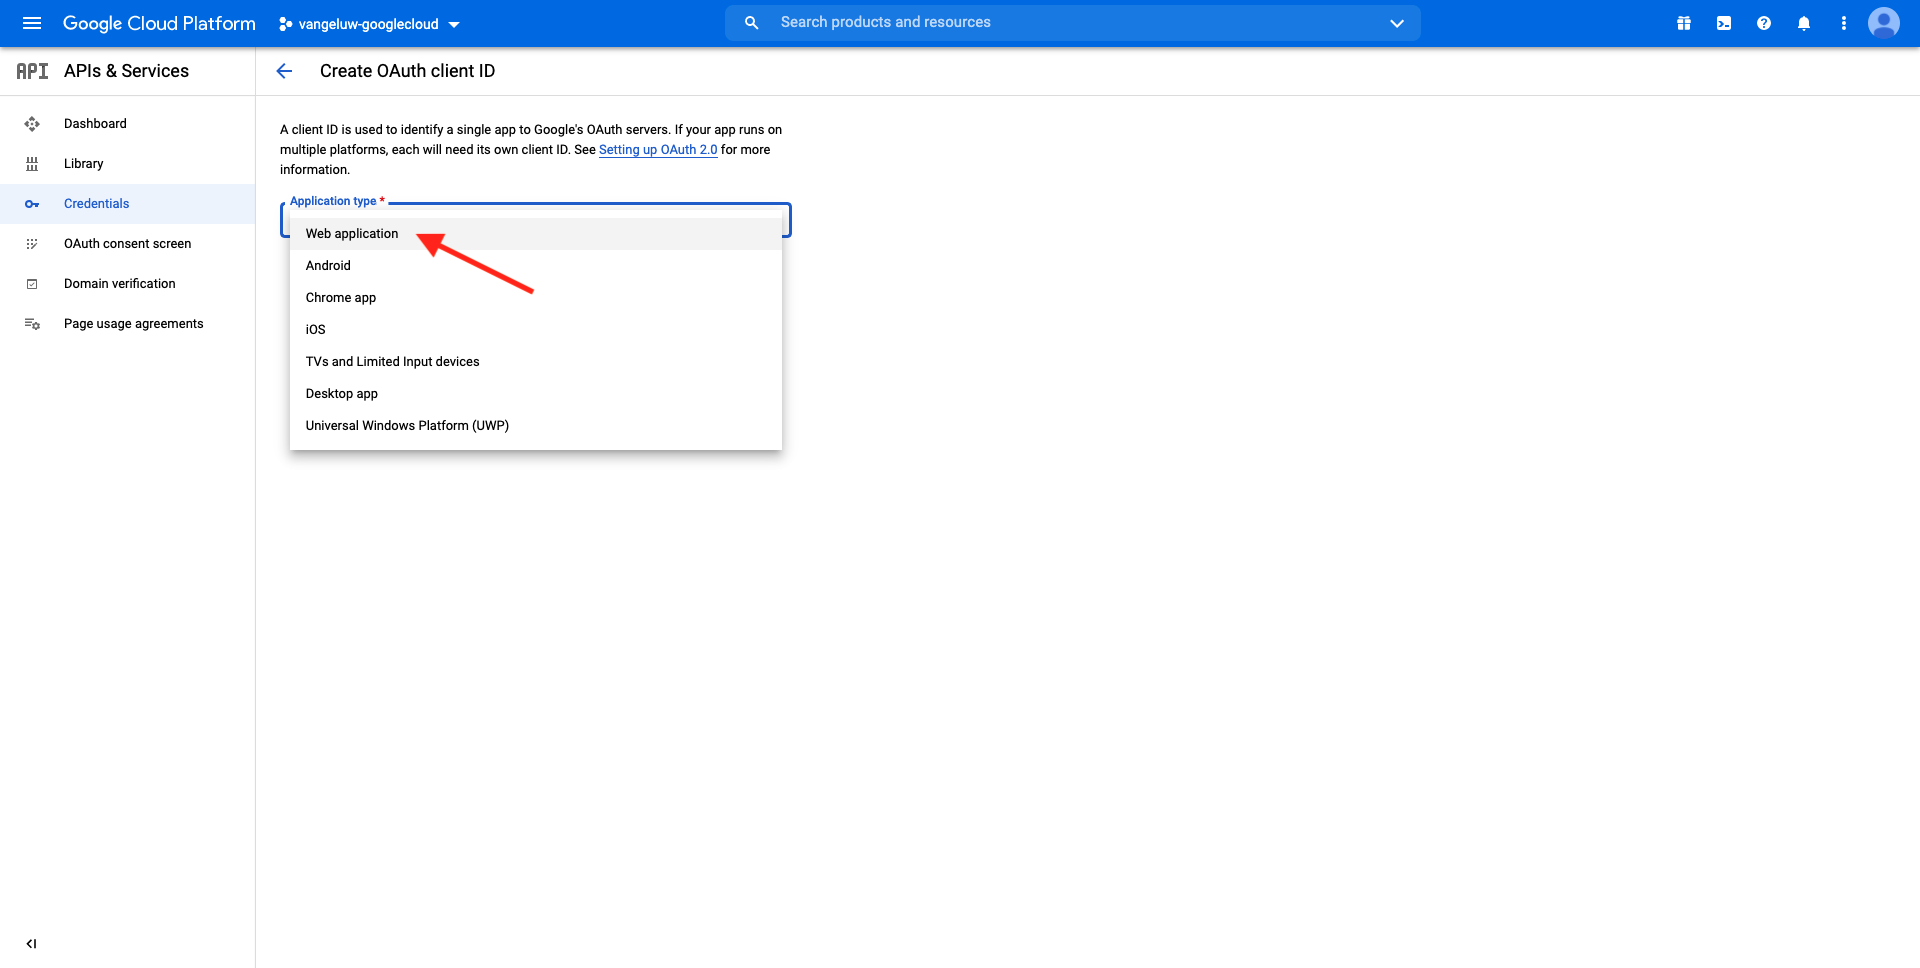 Google Cloud Platform
vangeluw-googlecloud
Search products and resources
API APIs & Services
Create OAuth client ID
Dashboard
Library
Credentials
OAuth consent screen
Domain verification
Page usage agreements
A client ID is used to identify a single app to Google's OAuth servers. If your app runs on
multiple platforms, each will need its own client ID. See Setting up OAuth 2.0 for more
information.
Application type *
Web application
Android
Chrome app
iOS
TVs and Limited Input devices
Desktop app
Universal Windows Platform (UWP)